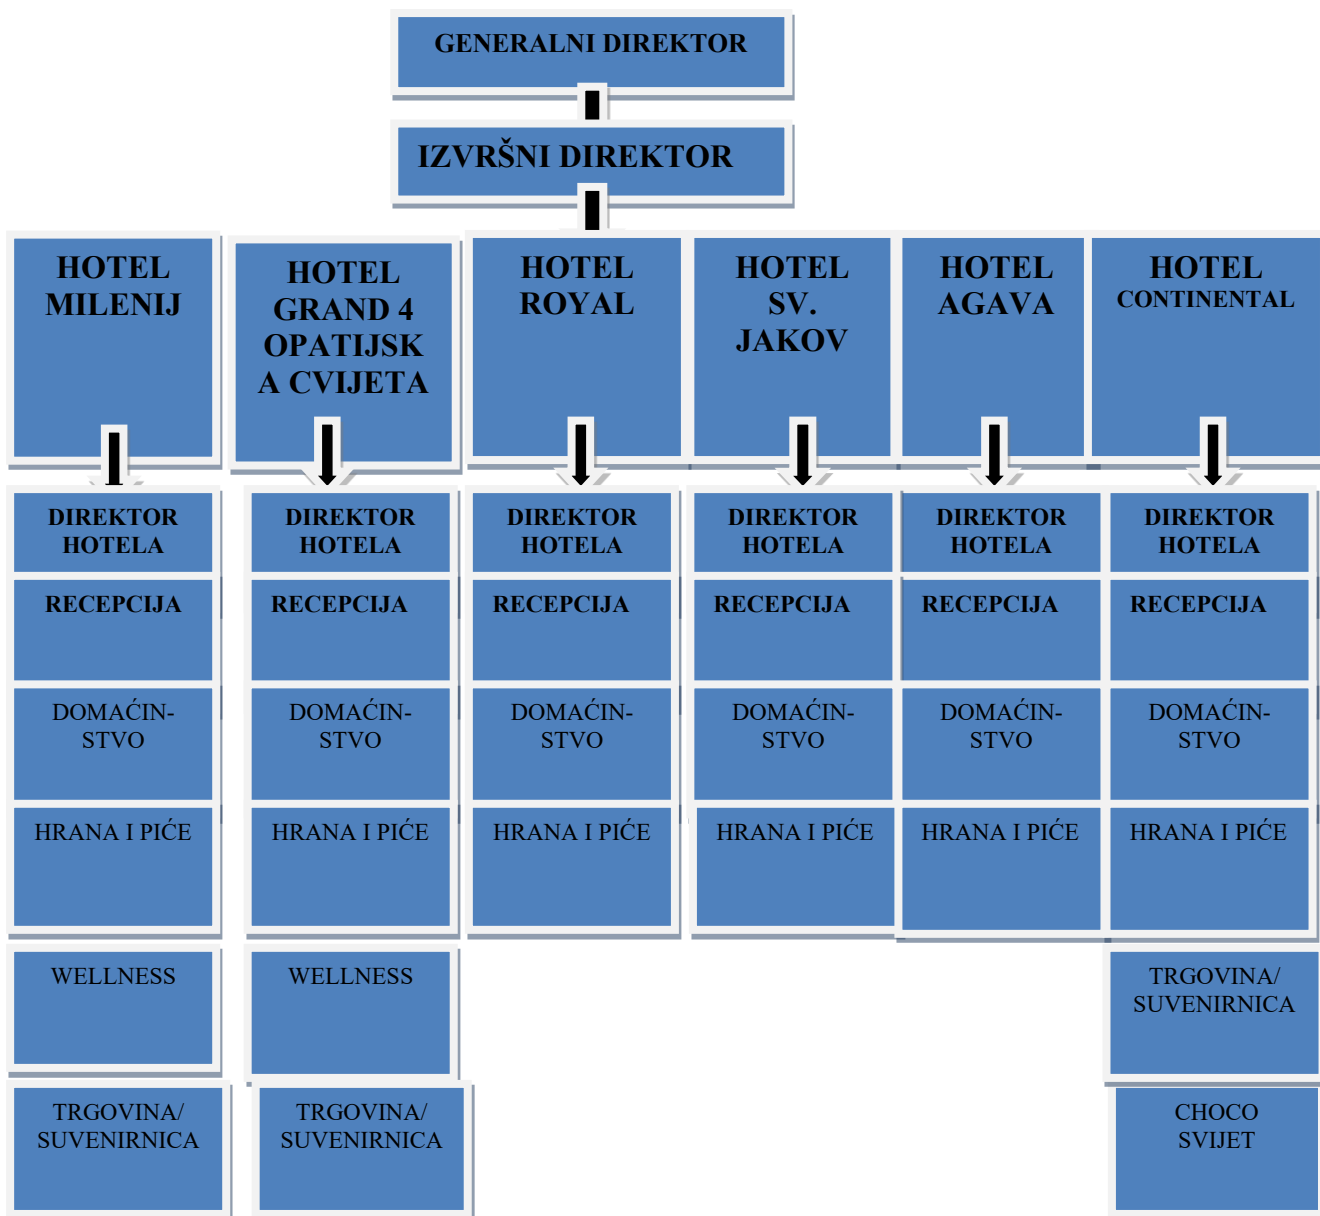 GENERALNI DIREKTOR
IZVRŠNI DIREKTOR
HOTEL
MILENIJ
HOTEL
GRAND 4
OPATIJSK
A CVIJETA
HOTEL
ROYAL
HOTEL
SV.
JAKOV
HOTEL
AGAVA
HOTEL
CONTINENTAL
DIREKTOR
HOTELA
DIREKTOR
HOTELA
DIREKTOR
HOTELA
DIREKTOR
HOTELA
DIREKTOR
HOTELA
DIREKTOR
HOTELA
RECEPCIJA
RECEPCIJA
RECEPCIJA
RECEPCIJA
RECEPCIJA
RECEPCIJA
DOMAĆIN-
STVO
DOMAĆIN-
STVO
DOMAĆIN-
STVO
DOMAĆIN-
STVO
DOMAĆIN-
STVO
DOMAĆIN-
STVO
HRANA I PIĆE
HRANA I PIĆE
HRANA I PIĆE
HRANA I PIĆE
HRANA I PIĆE
HRANA I PIĆE
WELLNESS
WELLNESS
TRGOVINA/
SUVENIRNICA
TRGOVINA/
SUVENIRNICA
TRGOVINA/
SUVENIRNICA
CHOCO
SVIJET